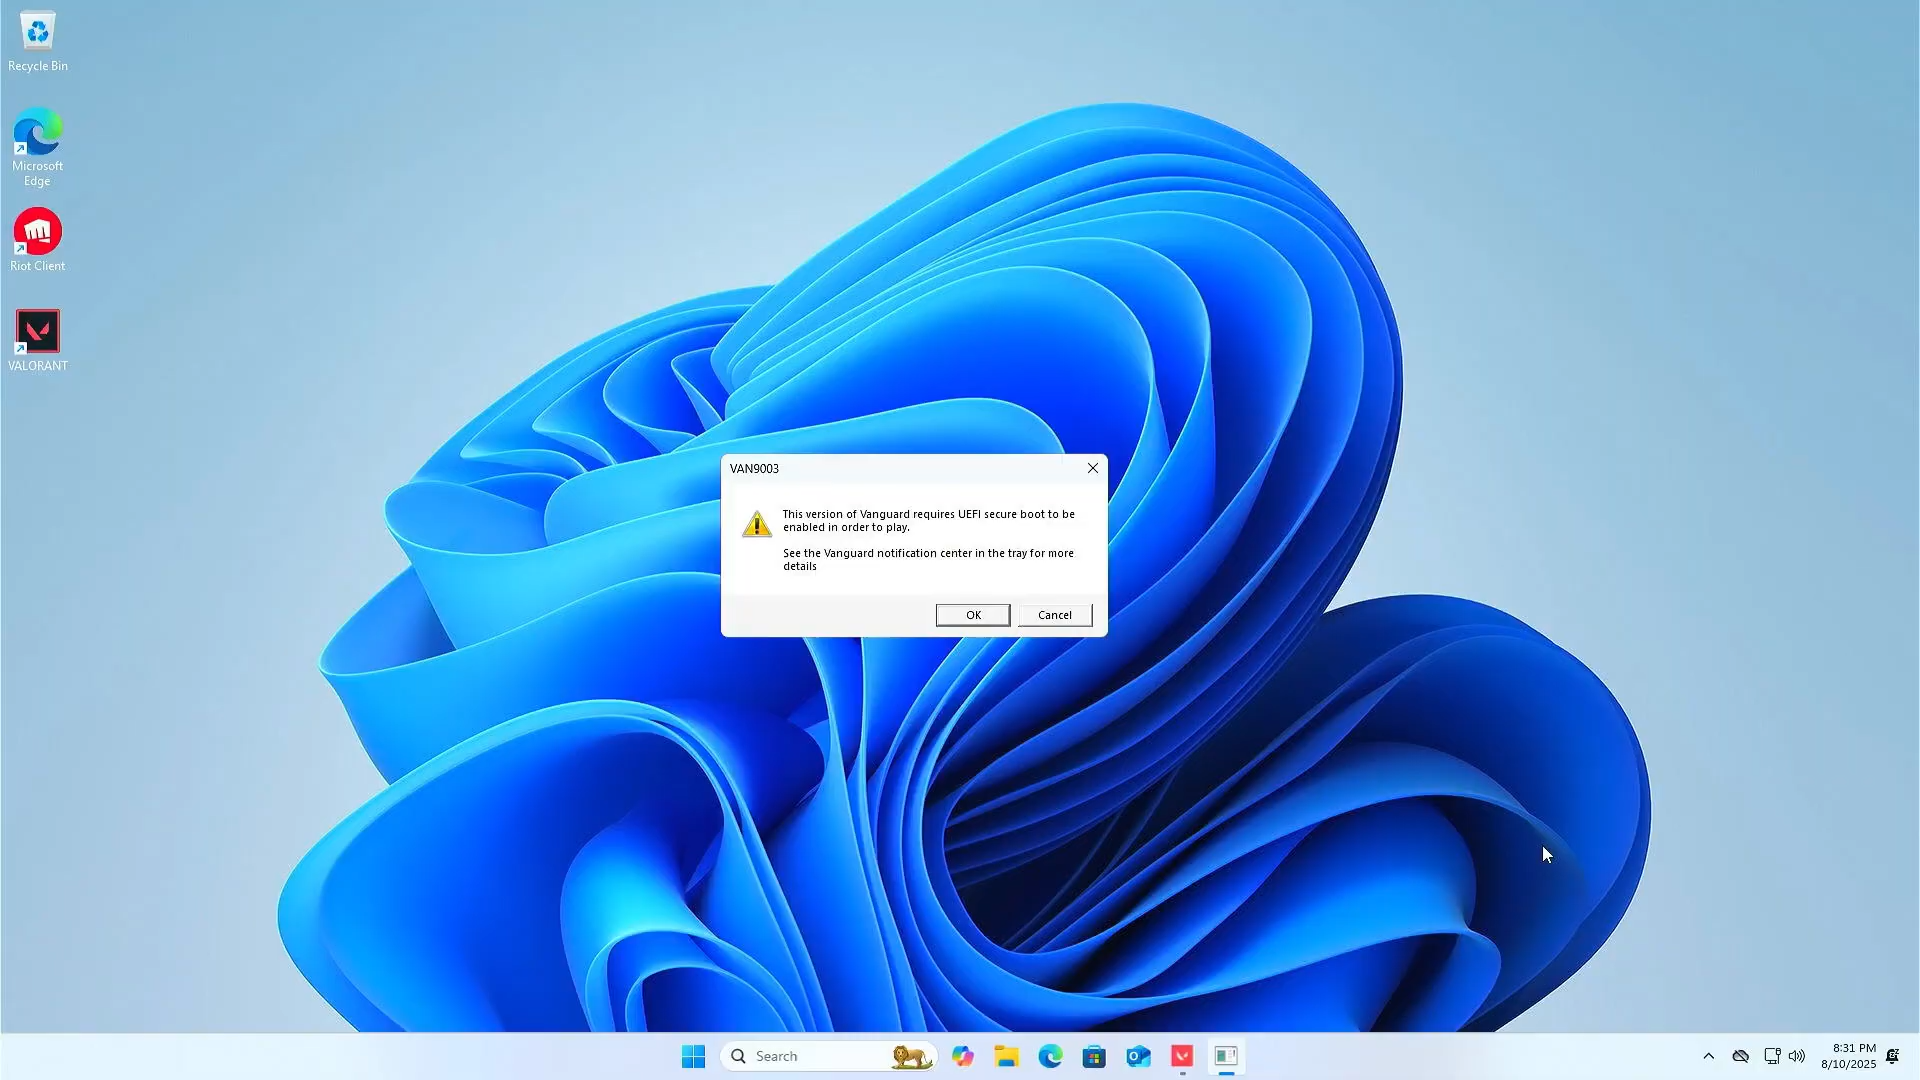 Recycle Bin
Microsoft
Edge
Riot Client
VALORANT
VAN9003
This version of Vanguard requires UEFI secure boot to be
enabled in order to play.
See the Vanguard notification center in the tray for more
details
OK
Cancel
Search
8:31 PM
8/10/2025